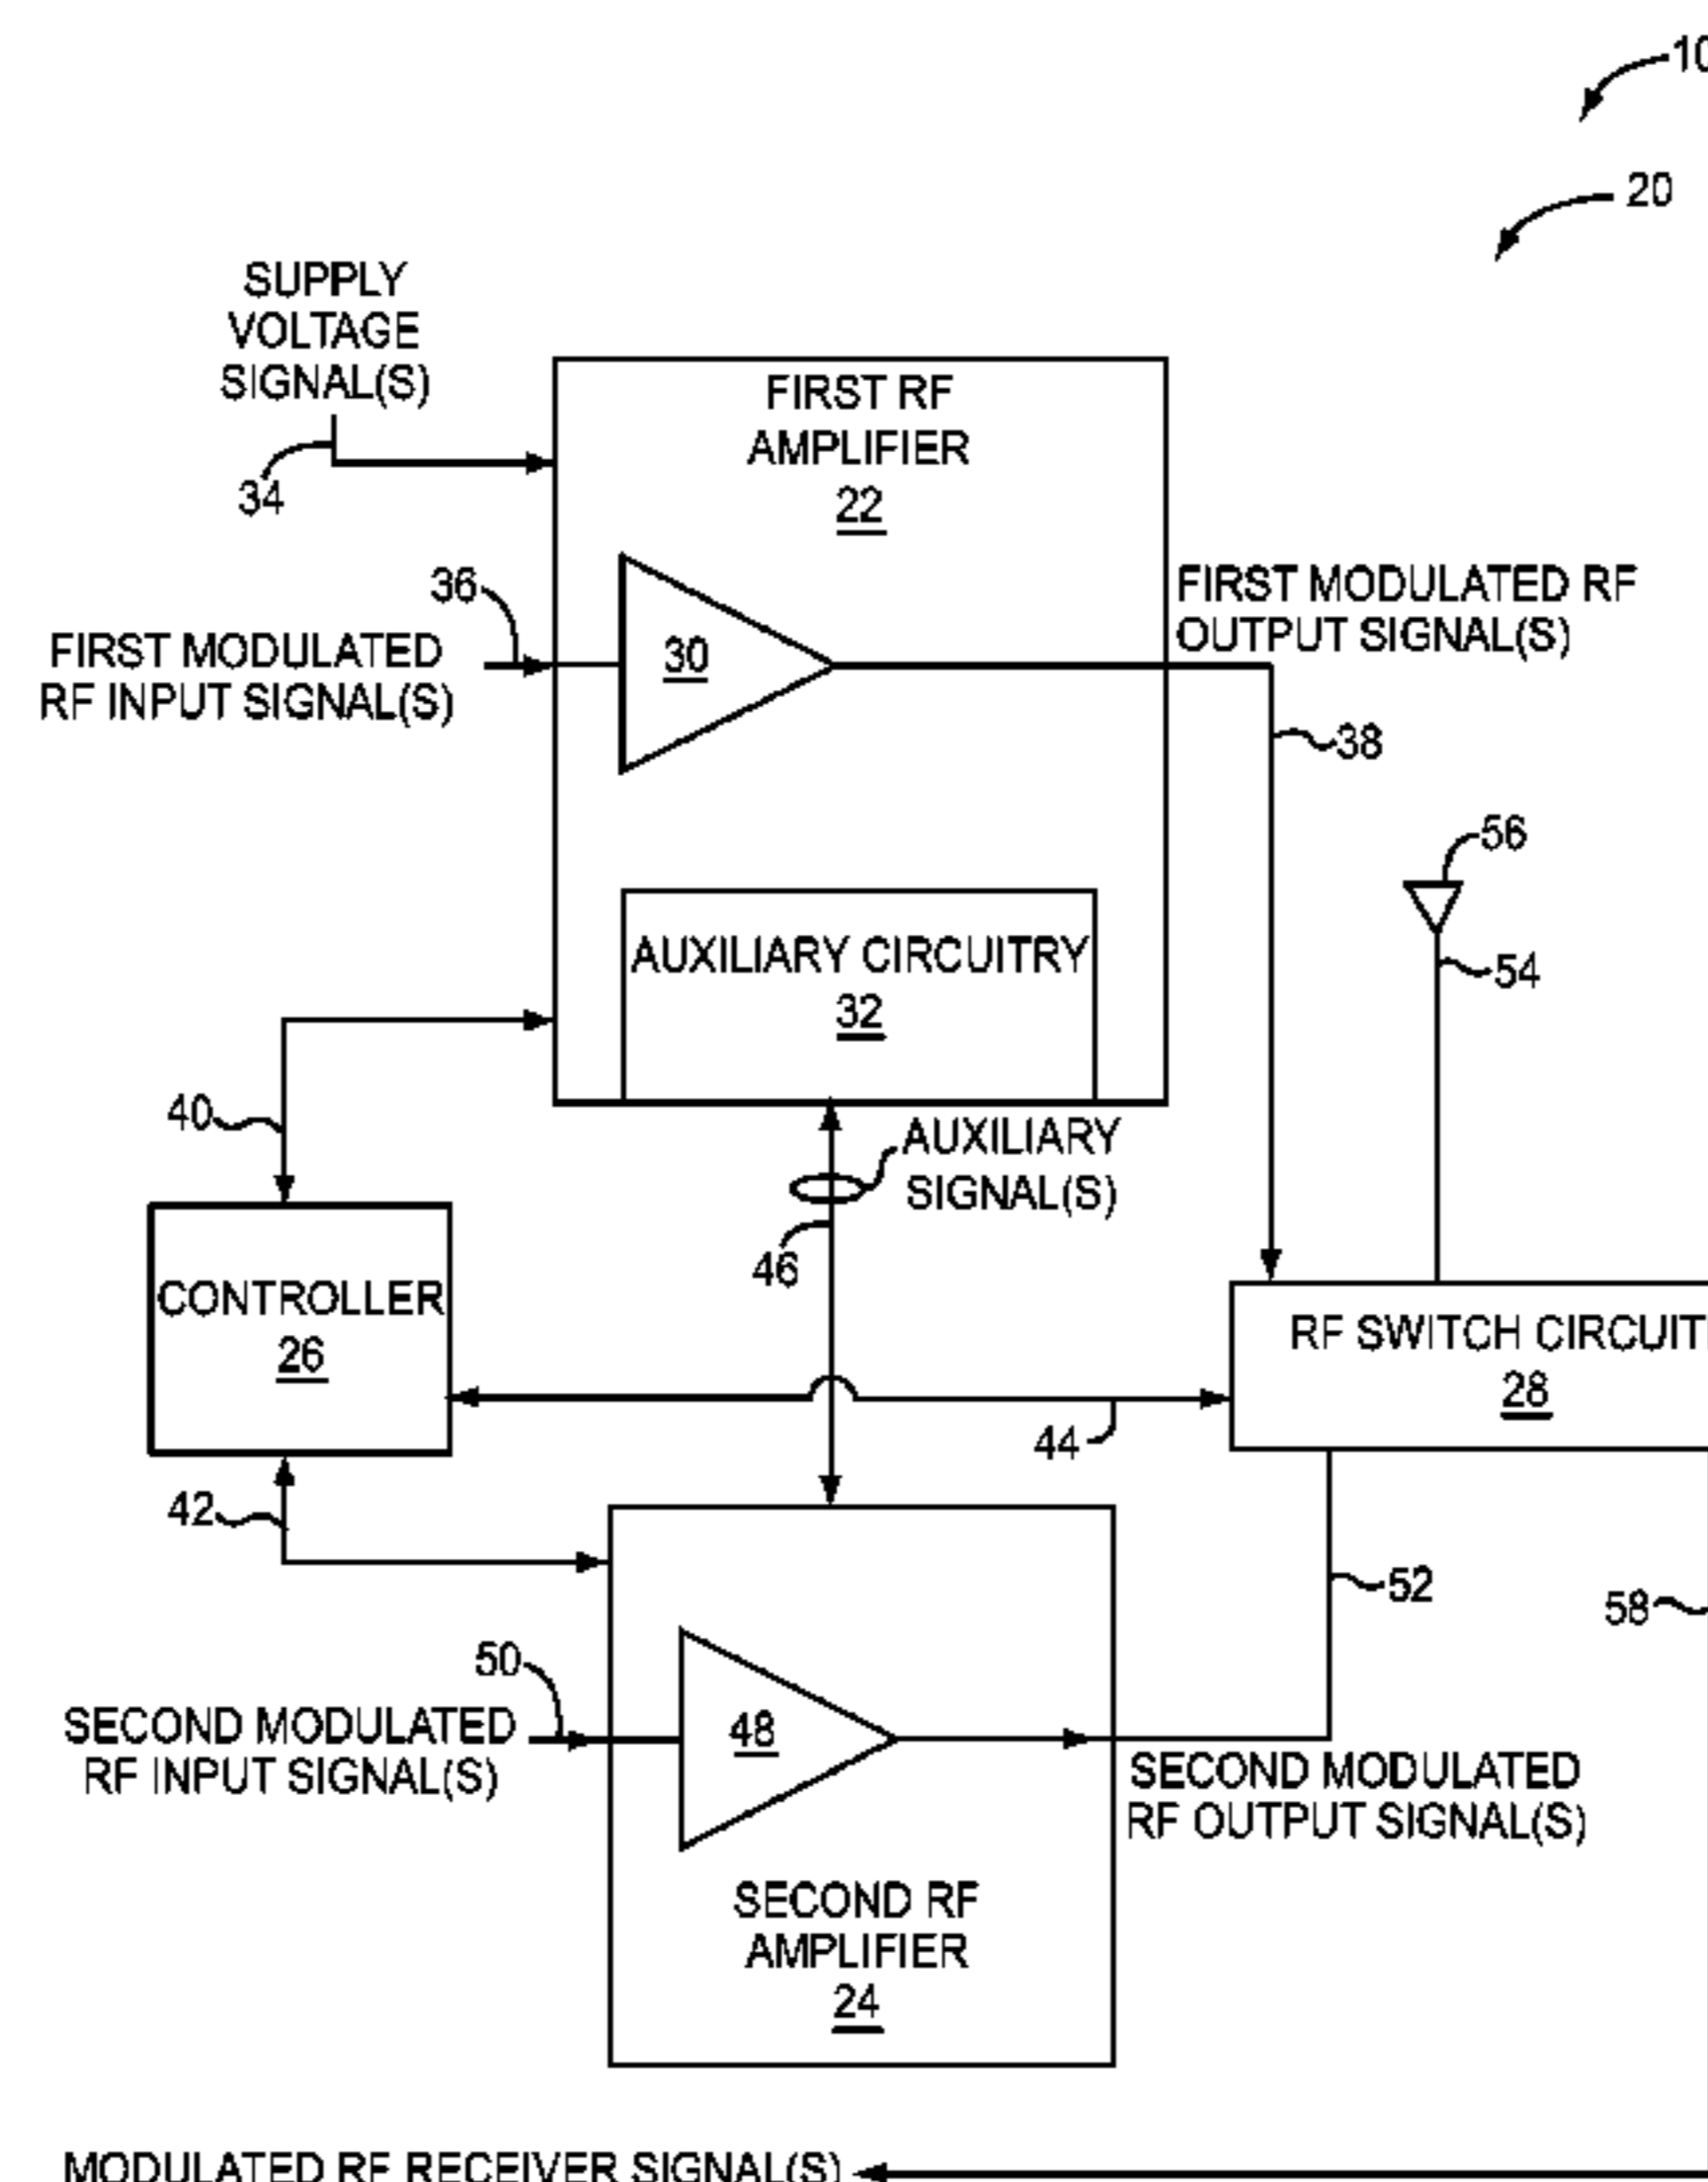 10
20
SUPPLY
VOLTAGE
SIGNAL(S)
34
FIRST RF
AMPLIFIER
22
36
FIRST MODULATED
RF INPUT SIGNAL(S)
30
FIRST MODULATED RF
OUTPUT SIGNAL(S)
38
56
54
AUXILIARY CIRCUITRY
32
40
AUXILIARY
SIGNAL(S)
46
CONTROLLER
26
RF SWITCH CIRCUIT
28
44
42
52
58
50
SECOND MODULATED
RF INPUT SIGNAL(S)
48
SECOND MODULATED
RF OUTPUT SIGNAL(S)
SECOND RF
AMPLIFIER
24
MODULATED RF RECEIVER SIGNAL(S)